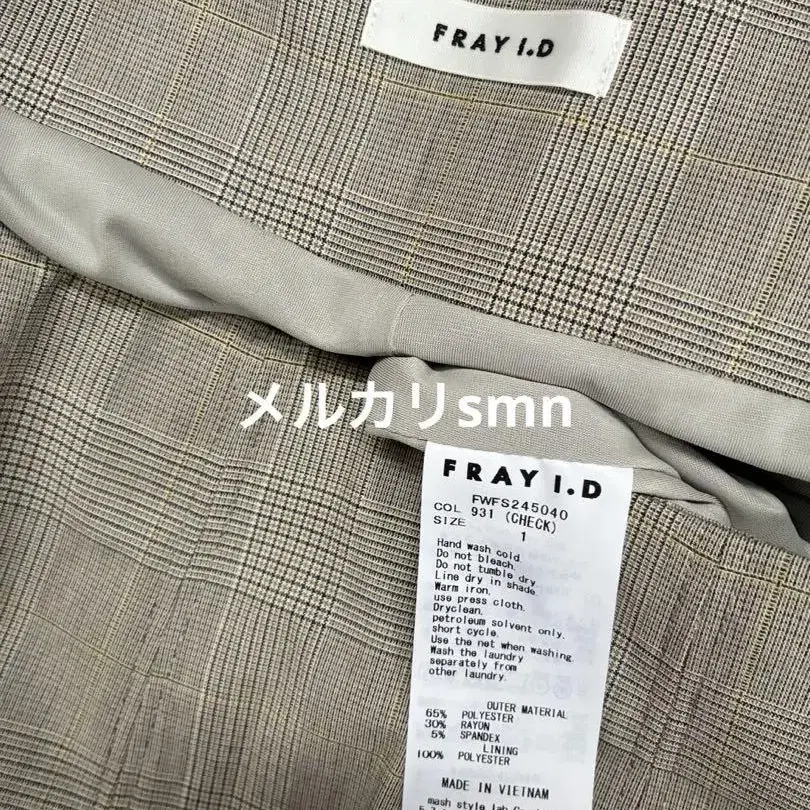 FRAY I.D
メルカリsmn
FRAY I.D
FWFS245040
COL 931 (CHECK)
SIZE 1
Hand wash cold.
Do not bleach.
Do not tumble dry
Line dry in shade
Warm iron.
use press cloth.
Dryclean.
petroleum solvent only.
short cycle.
Use the net when washing.
Wash the laundry
separately from
other laundry.
OUTER MATERIAL
65% POLYESTER
30% RAYON
5% SPANDEX
LINING
100% POLYESTER
MADE IN VIETNAM
mash style lab